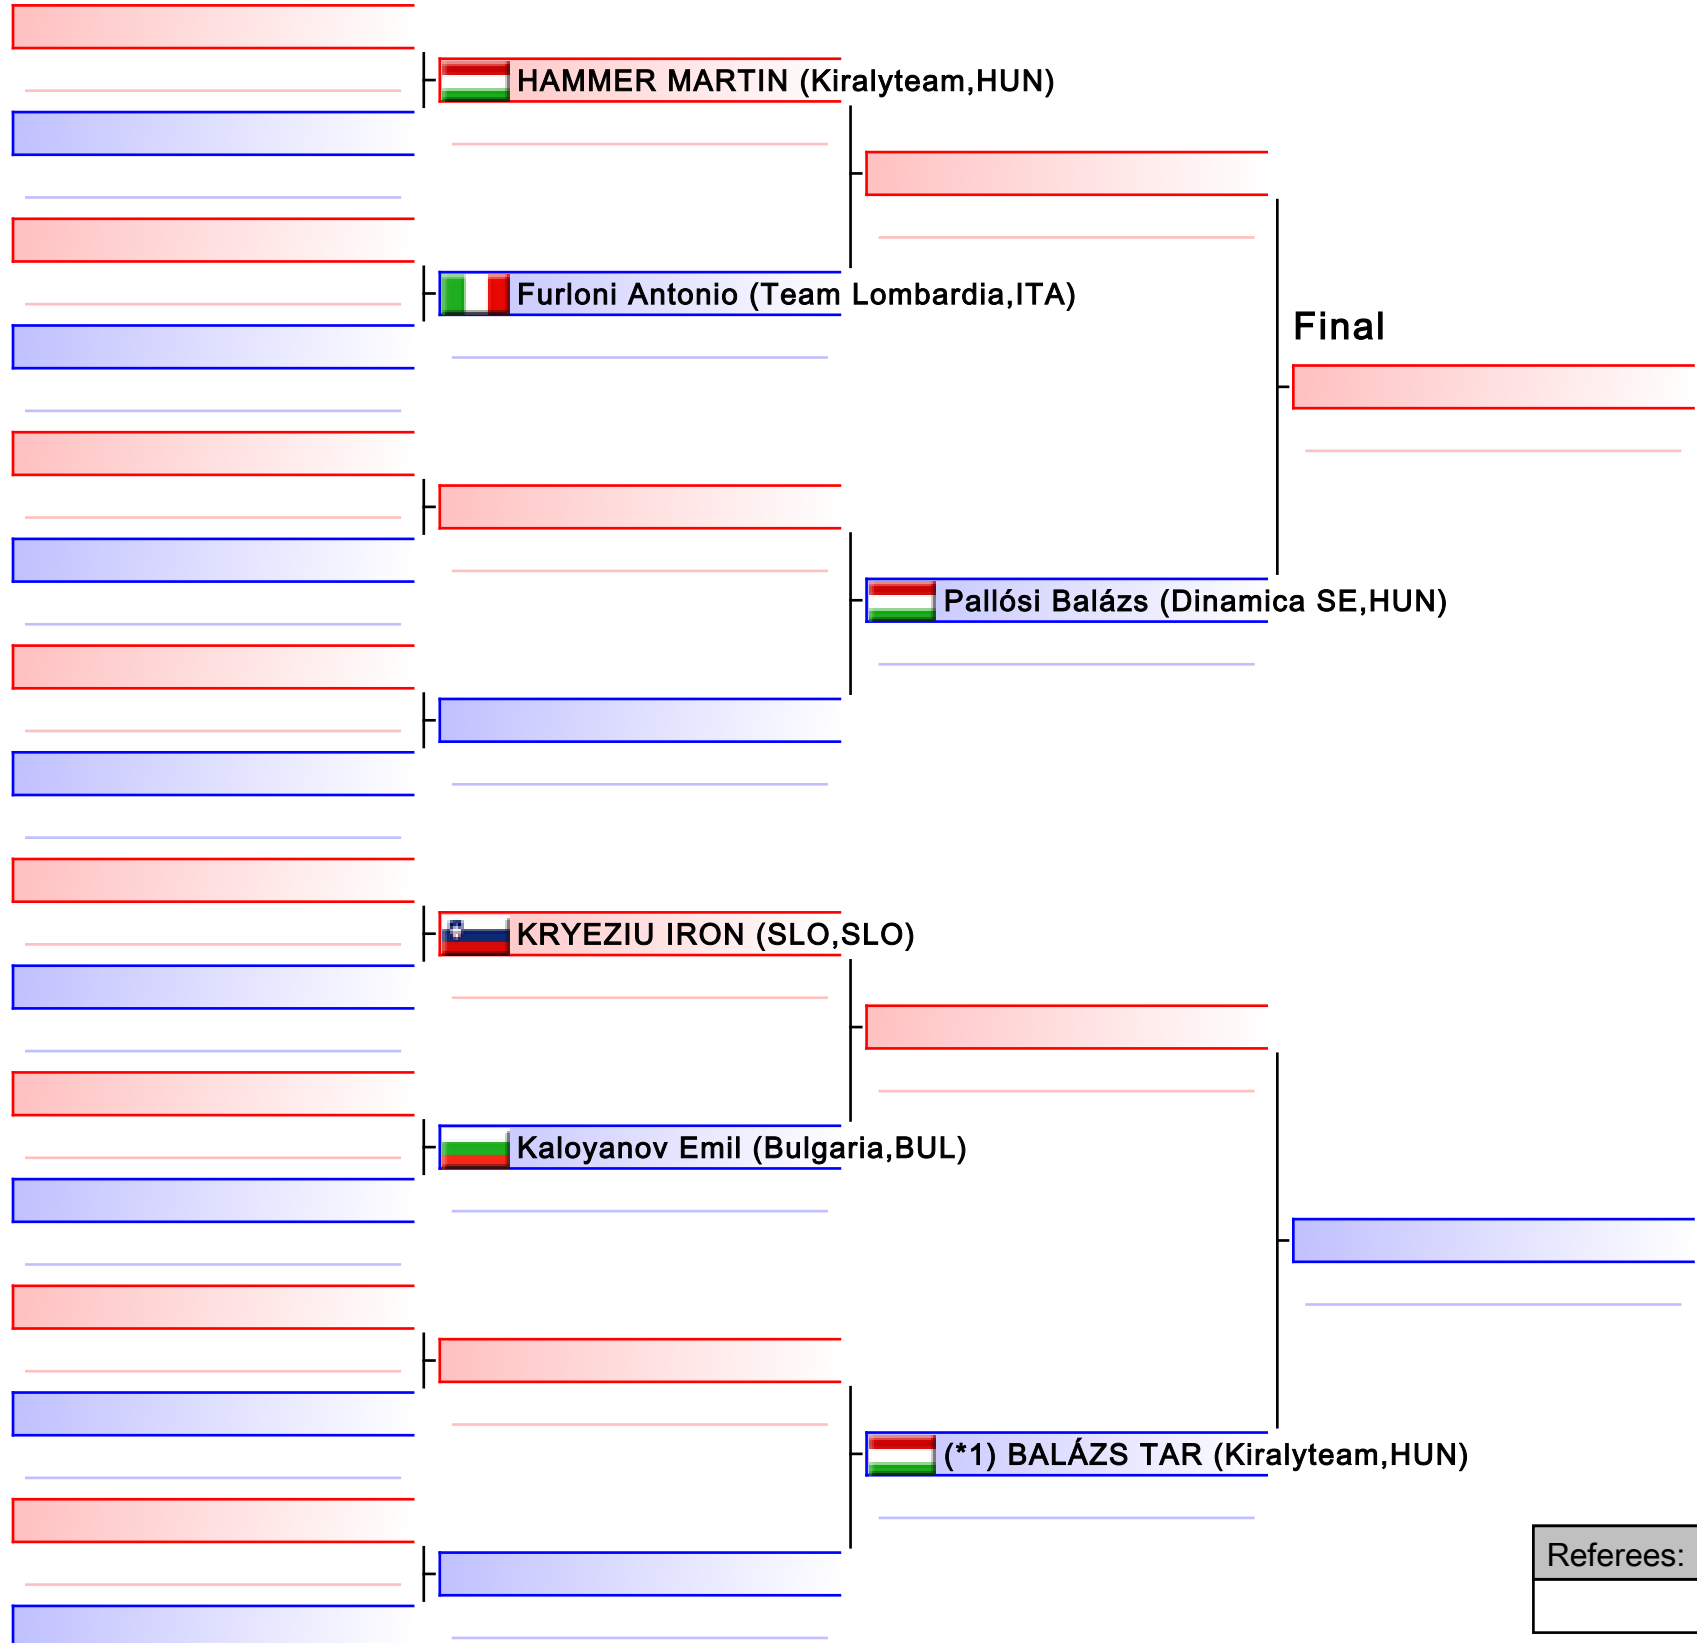 HAMMER MARTIN (Kiralyteam,HUN)
Furloni Antonio (Team Lombardia,ITA)
Final
Pallósi Balázs (Dinamica SE,HUN)
KRYEZIU IRON (SLO,SLO)
Kaloyanov Emil (Bulgaria,BUL)
(*1) BALÁZS TAR (Kiralyteam,HUN)
Referees: